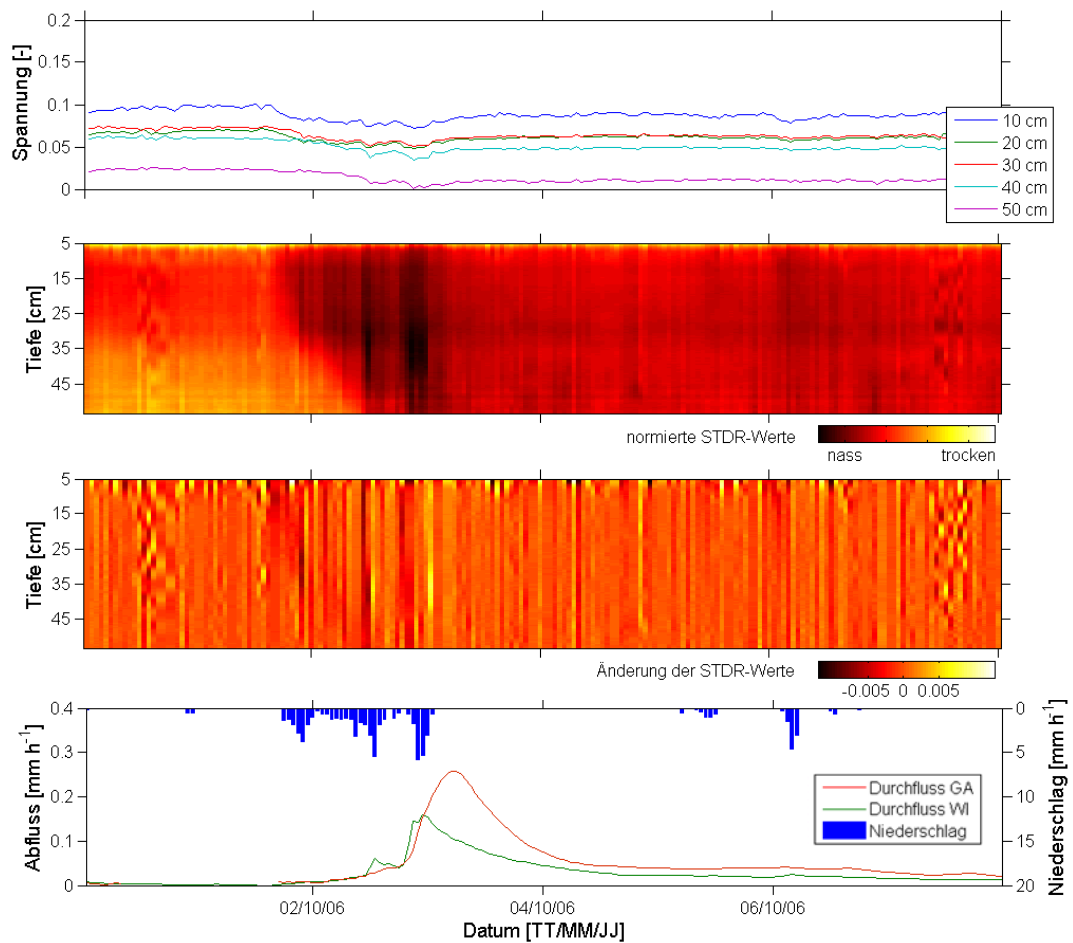 0.2
0.15
0.1
0.05
0
Spannung [-]
10 cm
20 cm
30 cm
40 cm
50 cm
5
15
25
35
45
Tiefe [cm]
normierte STDR-Werte
nass
trocken
5
15
25
35
45
Tiefe [cm]
Änderung der STDR-Werte
-0.005 0 0.005
0.4
0.3
0.2
0.1
0
Abfluss [mm h⁻¹]
0
5
10
15
20
Niederschlag [mm h⁻¹]
Durchfluss GA
Durchfluss WI
Niederschlag
02/10/06
04/10/06
06/10/06
Datum [TT/MM/JJ]